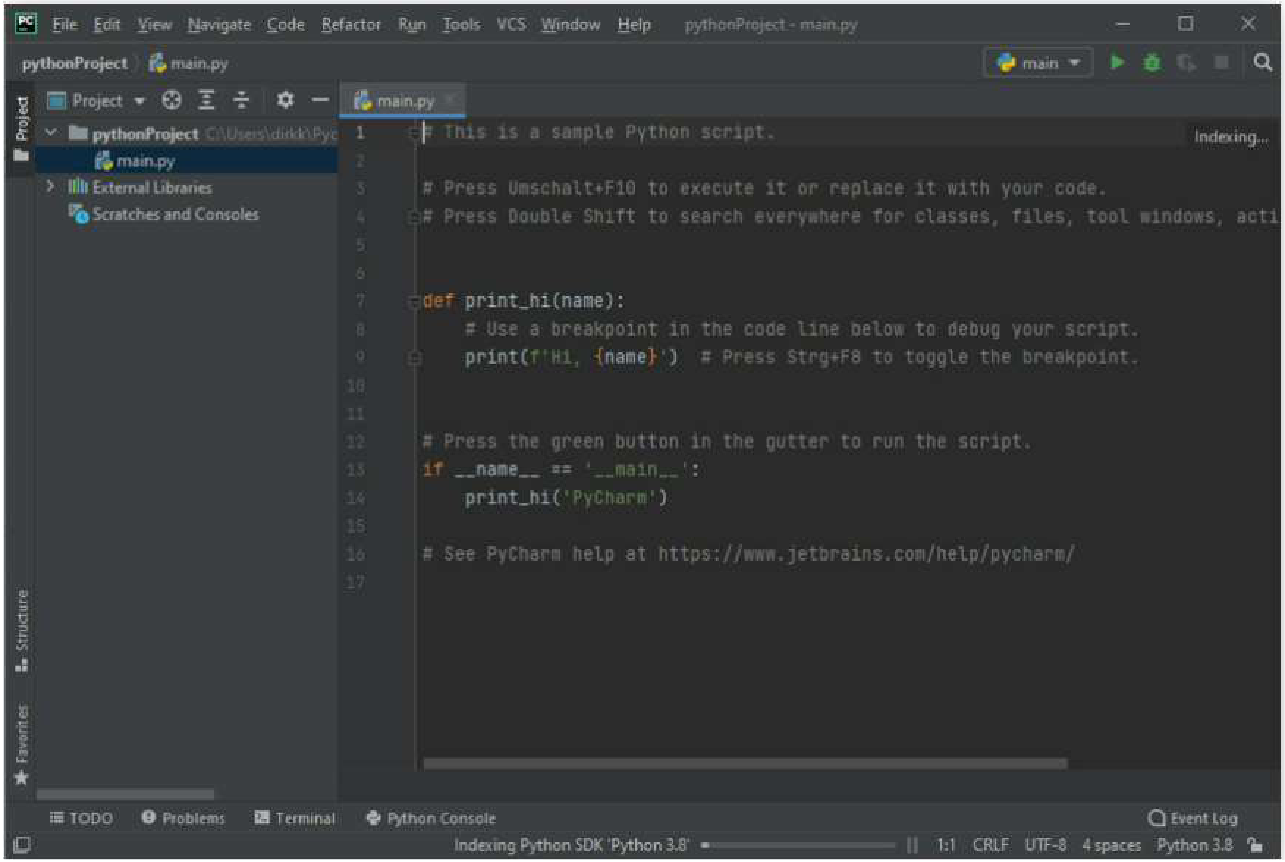 PC File Edit View Navigate Code Refactor Run Tools VCS Window Help pythonProject - main.py
pythonProject main.py main
Project main.py
Project
pythonProject C:\Users\dirkk\Pyc
main.py
External Libraries
Scratches and Consoles
Indexing...
1 # This is a sample Python script.
2
3 # Press Umschalt+F10 to execute it or replace it with your code.
4 # Press Double Shift to search everywhere for classes, files, tool windows, acti
5
6
7 def print_hi(name):
8 # Use a breakpoint in the code line below to debug your script.
9 print(f'Hi, {name}') # Press Strg+F8 to toggle the breakpoint.
10
11
12 # Press the green button in the gutter to run the script.
13 if __name__ == '__main__':
14 print_hi('PyCharm')
15
16 # See PyCharm help at https://www.jetbrains.com/help/pycharm/
17
Structure
Favorites
TODO Problems Terminal Python Console Event Log
Indexing Python SDK 'Python 3.8' 1:1 CRLF UTF-8 4 spaces Python 3.8